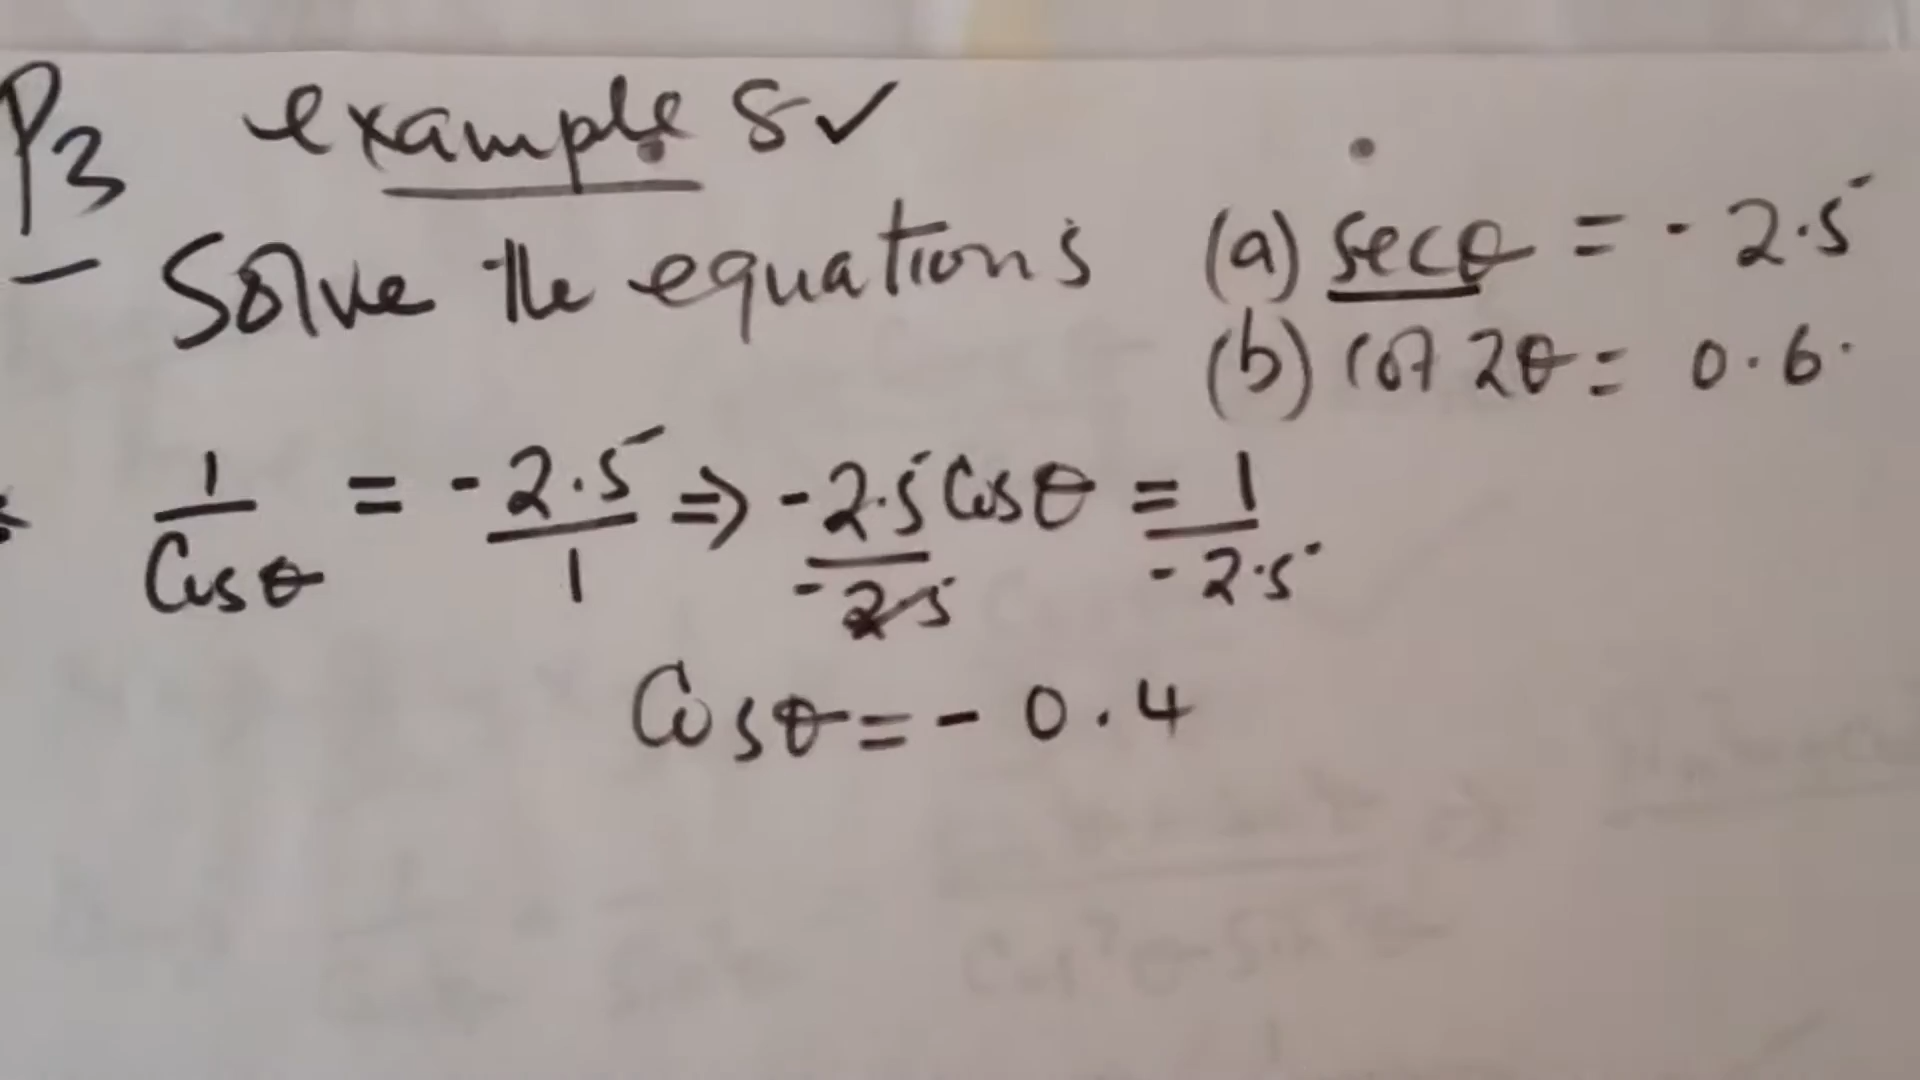 P3 example 8✓
Solve the equations (a) secθ = - 2.5
(b) cot 2θ = 0.6.
1/Cosθ = -2.5/1 ⇒ -2.5Cosθ/-2.5 = 1/-2.5
Cosθ = - 0.4